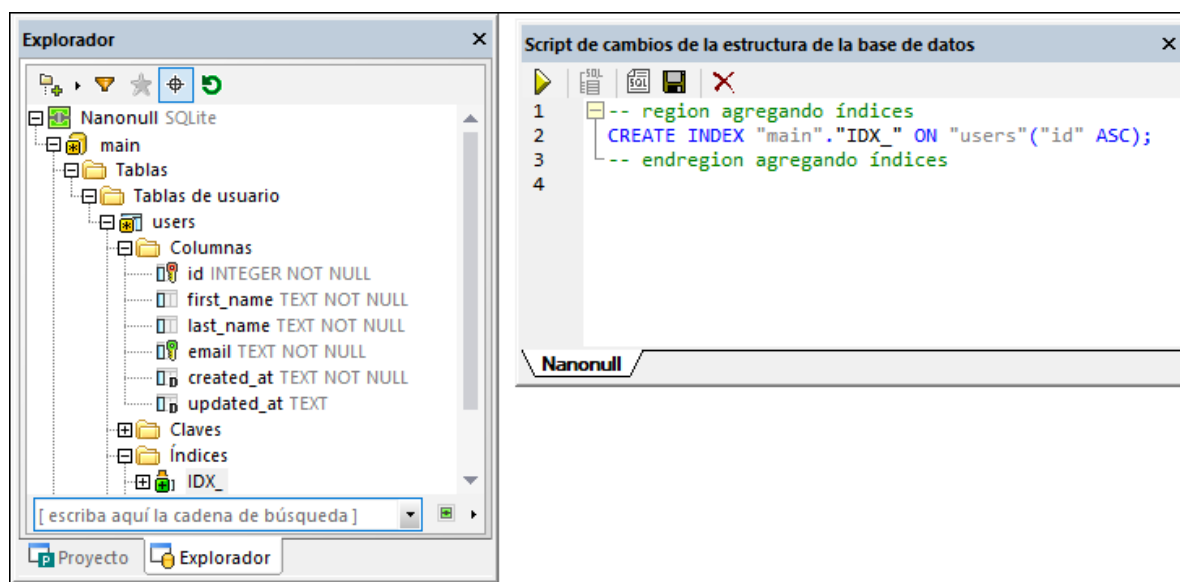 Explorador
Nanonull SQLite
main
Tablas
Tablas de usuario
users
Columnas
id INTEGER NOT NULL
first_name TEXT NOT NULL
last_name TEXT NOT NULL
email TEXT NOT NULL
created_at TEXT NOT NULL
updated_at TEXT
Claves
Índices
IDX_
[ escriba aquí la cadena de búsqueda ]
Proyecto Explorador
Script de cambios de la estructura de la base de datos
1 -- region agregando índices
2 CREATE INDEX "main"."IDX_" ON "users"("id" ASC);
3 -- endregion agregando índices
4
Nanonull